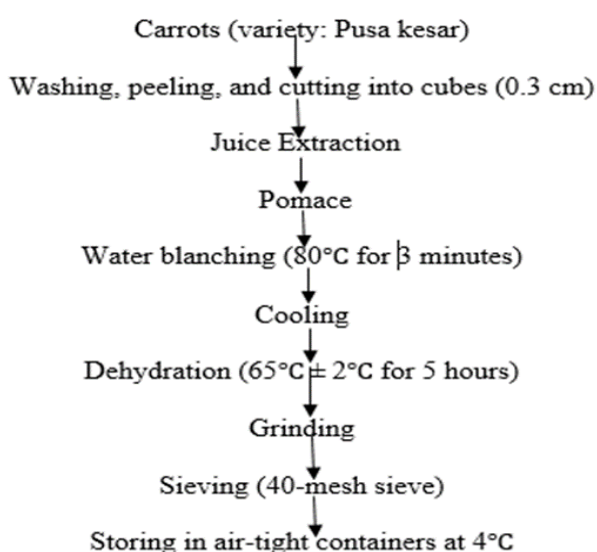 Carrots (variety: Pusa kesar)
Washing, peeling, and cutting into cubes (0.3 cm)
Juice Extraction
Pomace
Water blanching (80°C for 3 minutes)
Cooling
Dehydration (65°C ± 2°C for 5 hours)
Grinding
Sieving (40-mesh sieve)
Storing in air-tight containers at 4°C